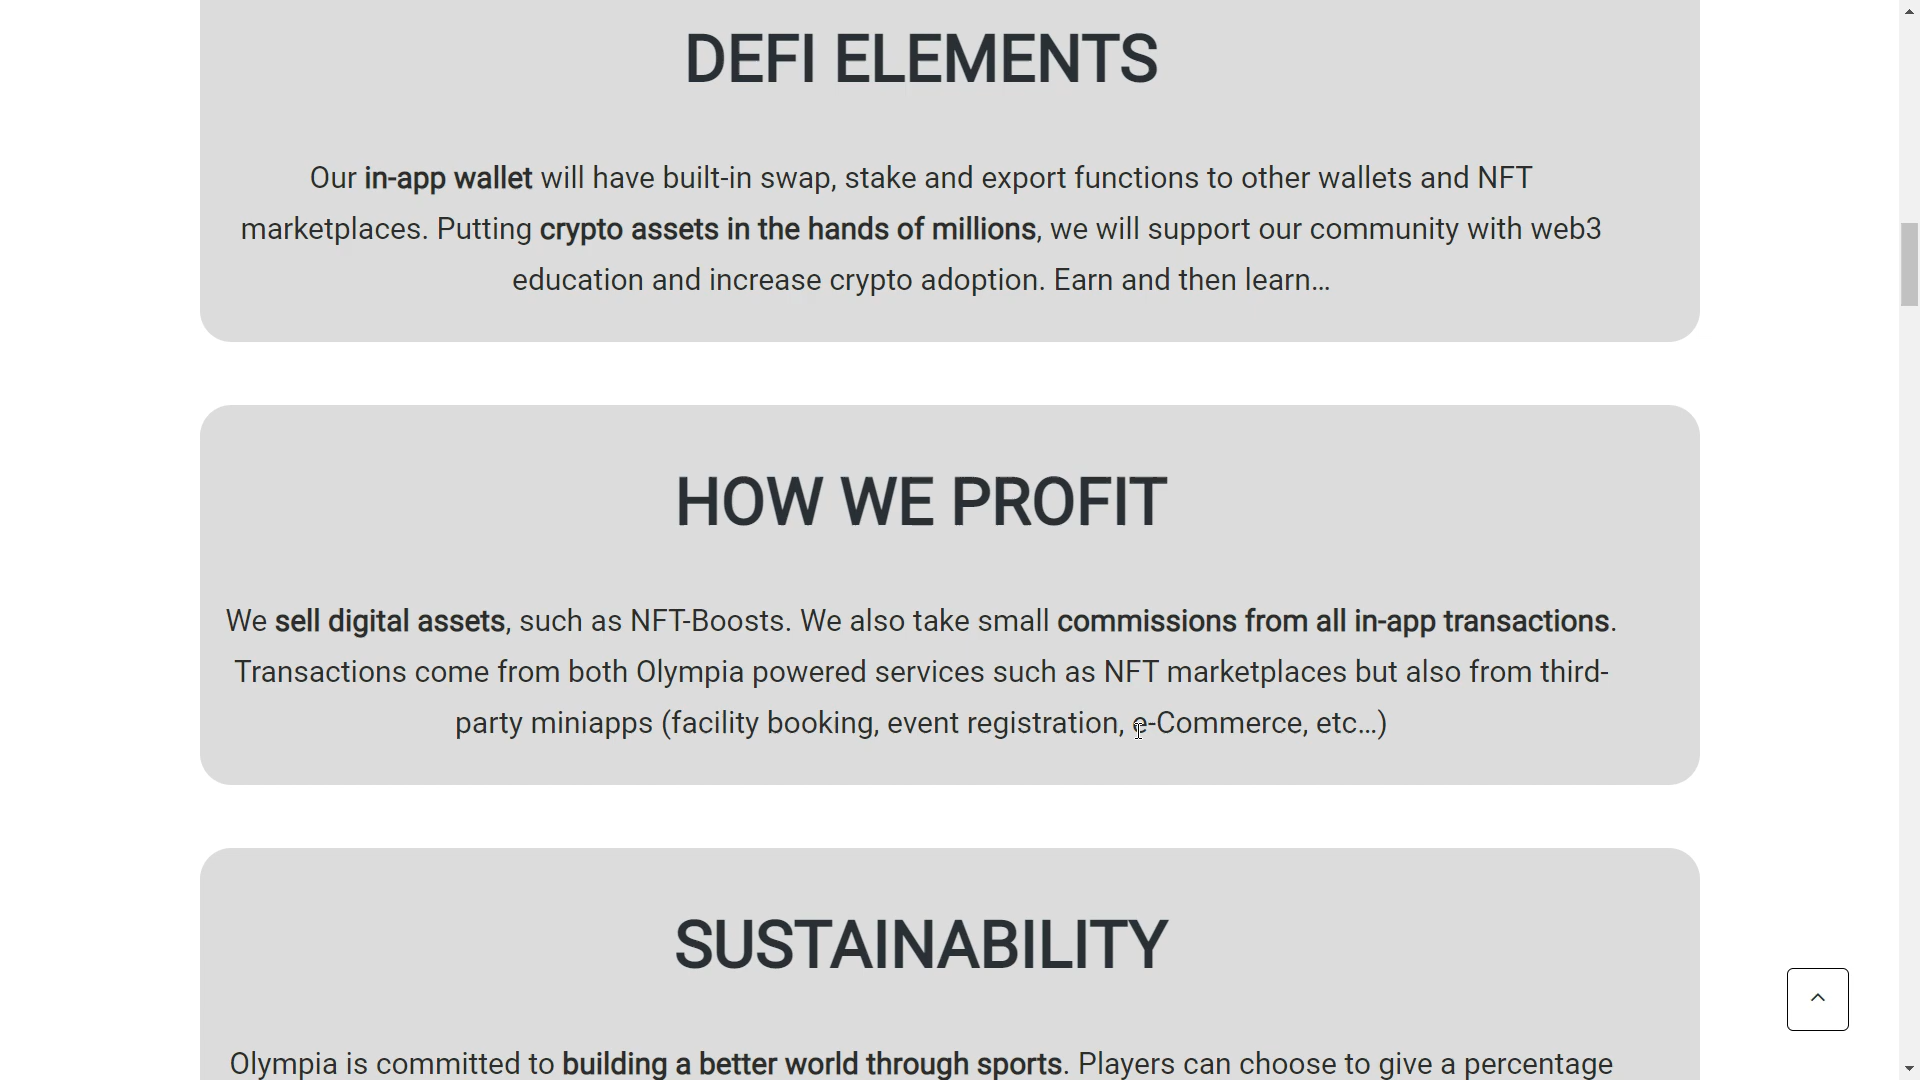 DEFI ELEMENTS
Our in-app wallet will have built-in swap, stake and export functions to other wallets and NFT
marketplaces. Putting crypto assets in the hands of millions, we will support our community with web3
education and increase crypto adoption. Earn and then learn...
HOW WE PROFIT
We sell digital assets, such as NFT-Boosts. We also take small commissions from all in-app transactions.
Transactions come from both Olympia powered services such as NFT marketplaces but also from third-
party miniapps (facility booking, event registration, e-Commerce, etc...)
SUSTAINABILITY
Olympia is committed to building a better world through sports. Players can choose to give a percentage